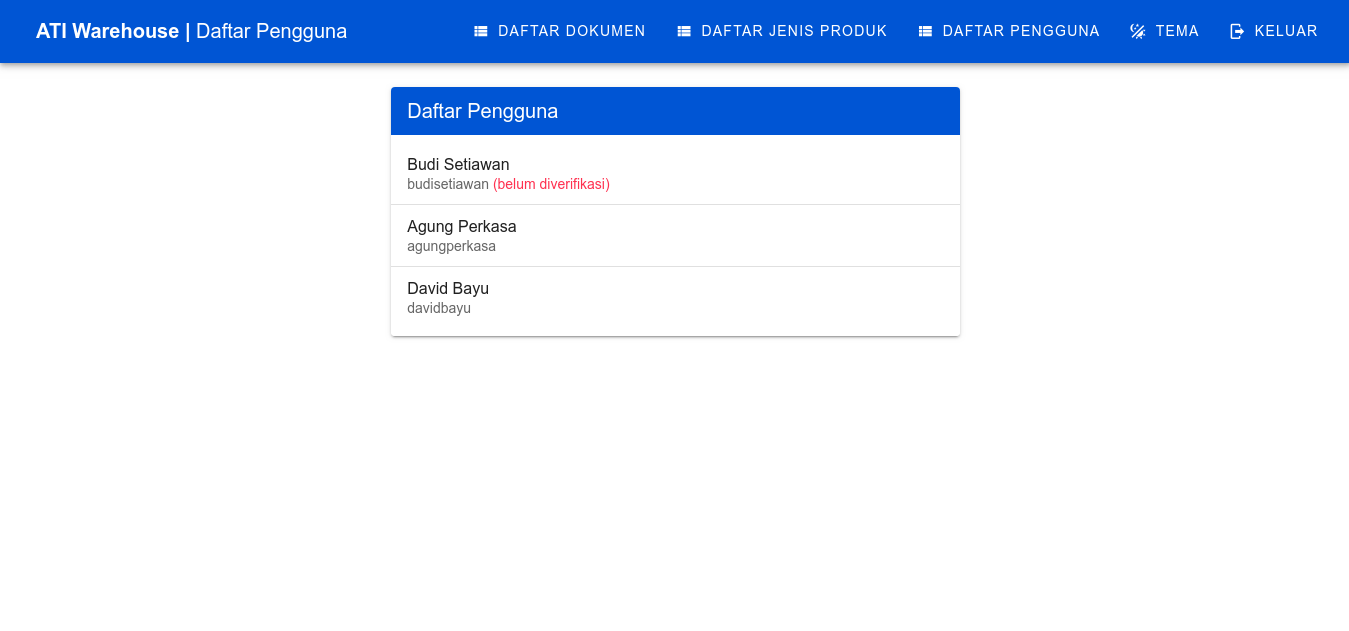 ATI Warehouse | Daftar Pengguna
DAFTAR DOKUMEN
DAFTAR JENIS PRODUK
DAFTAR PENGGUNA
TEMA
KELUAR
Daftar Pengguna
Budi Setiawan
budisetiawan (belum diverifikasi)
Agung Perkasa
agungperkasa
David Bayu
davidbayu